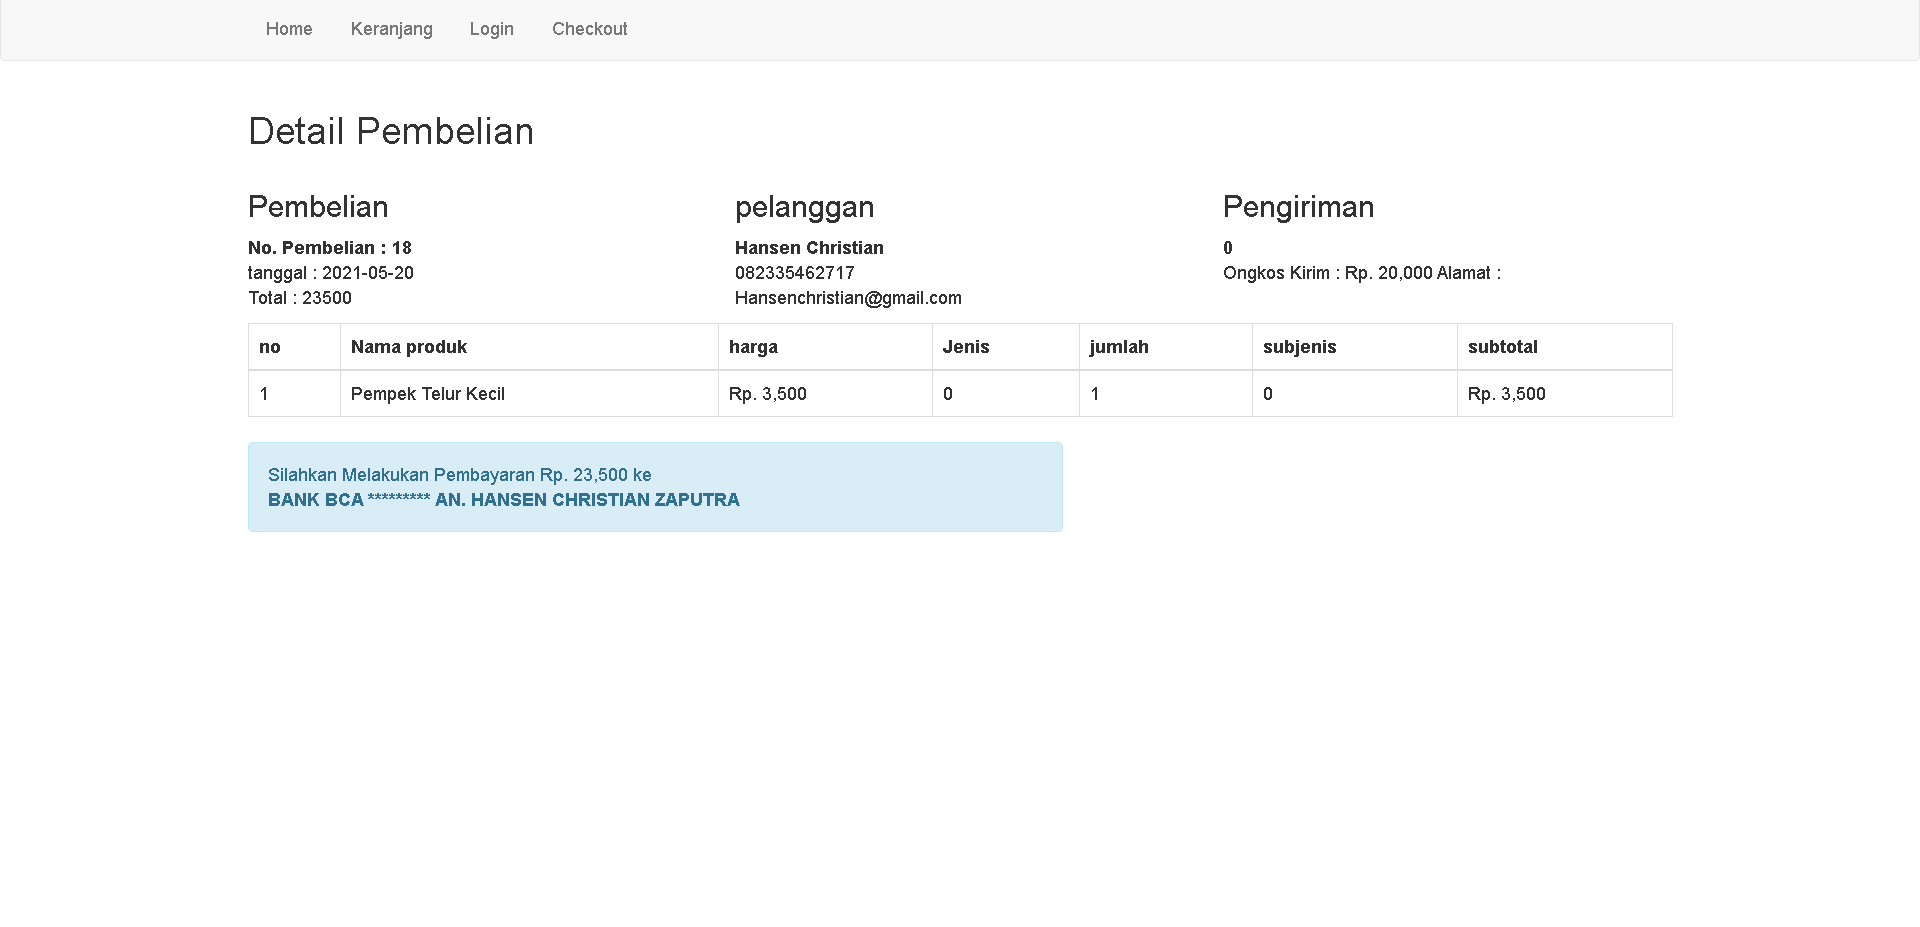 Home Keranjang Login Checkout
Detail Pembelian
Pembelian
No. Pembelian : 18
tanggal : 2021-05-20
Total : 23500
pelanggan
Hansen Christian
082335462717
Hansenchristian@gmail.com
Pengiriman
0
Ongkos Kirim : Rp. 20,000 Alamat :
no Nama produk harga Jenis jumlah subjenis subtotal
1 Pempek Telur Kecil Rp. 3,500 0 1 0 Rp. 3,500
Silahkan Melakukan Pembayaran Rp. 23,500 ke
BANK BCA ********* AN. HANSEN CHRISTIAN ZAPUTRA